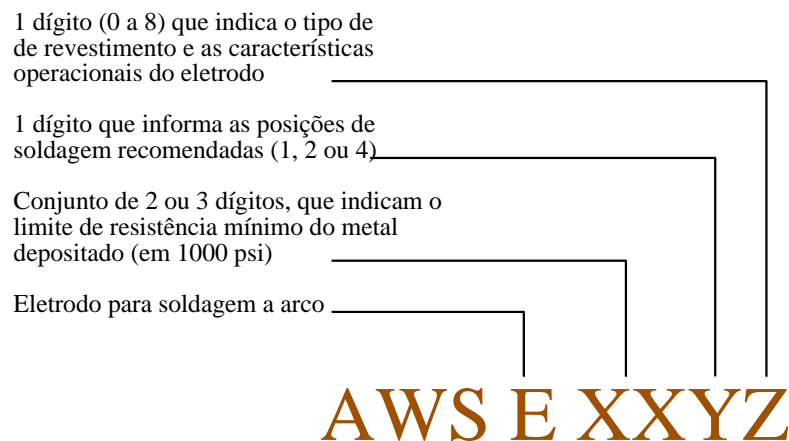 1 dígito (0 a 8) que indica o tipo de
de revestimento e as características
operacionais do eletrodo
1 dígito que informa as posições de
soldagem recomendadas (1, 2 ou 4)
Conjunto de 2 ou 3 dígitos, que indicam o
limite de resistência mínimo do metal
depositado (em 1000 psi)
Eletrodo para soldagem a arco
AWS E XXYZ